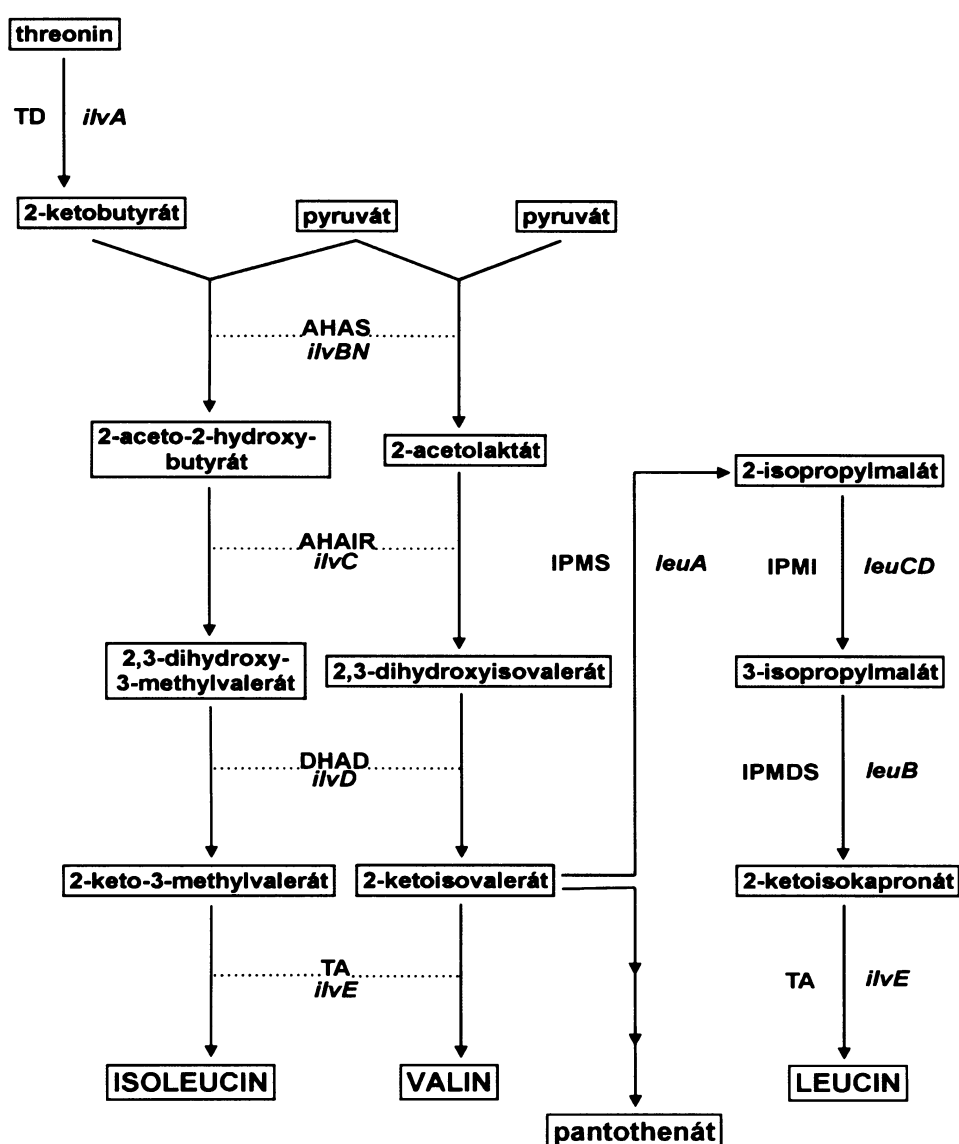 threonin
TD ilvA
2-ketobutyrát pyruvát pyruvát
AHAS
ilvBN
2-aceto-2-hydroxy-
butyrát
2-acetolaktát
2-isopropylmalát
AHAIR
ilvC
IPMS leuA IPMI leuCD
2,3-dihydroxy-
3-methylvalerát
2,3-dihydroxyisovalerát
3-isopropylmalát
DHAD
ilvD
IPMDS leuB
2-keto-3-methylvalerát 2-ketoisovalerát 2-ketoisokapronát
TA
ilvE
TA ilvE
ISOLEUCIN VALIN LEUCIN
pantothenát